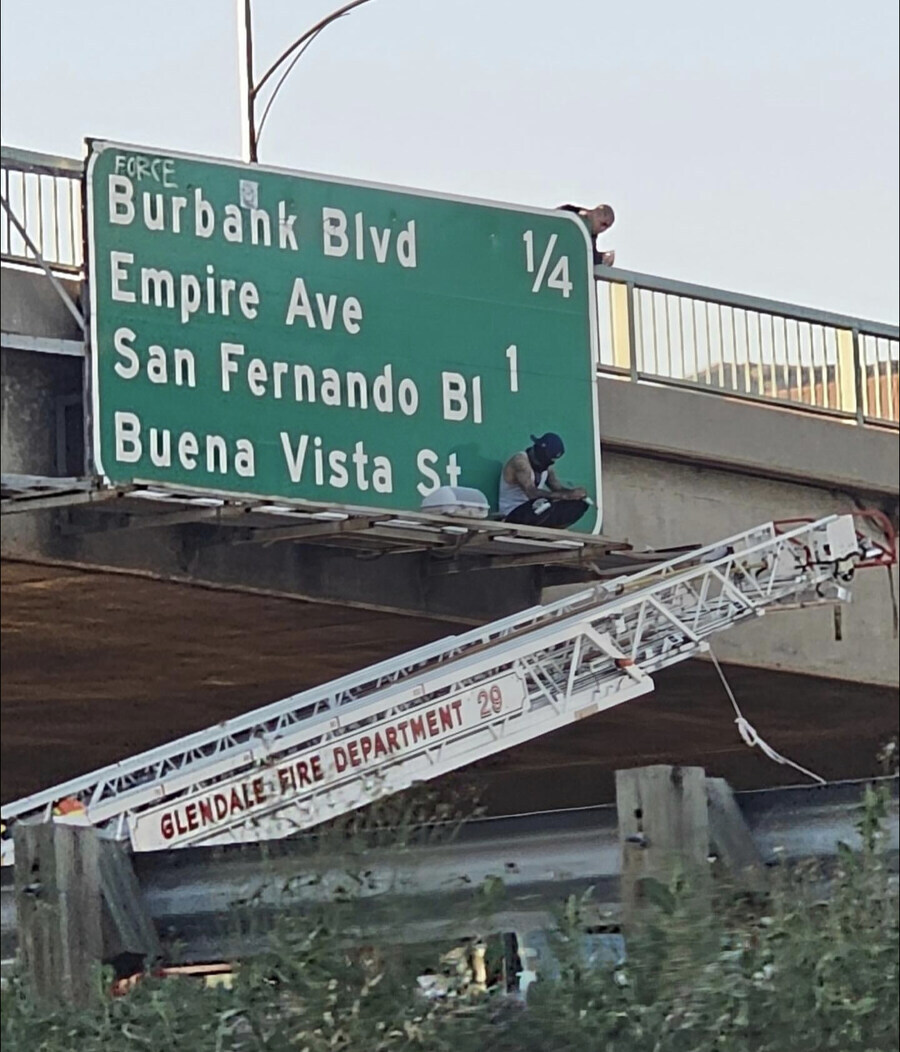 FORCE
Burbank Blvd 1/4
Empire Ave
San Fernando Bl 1
Buena Vista St
GLENDALE FIRE DEPARTMENT 29